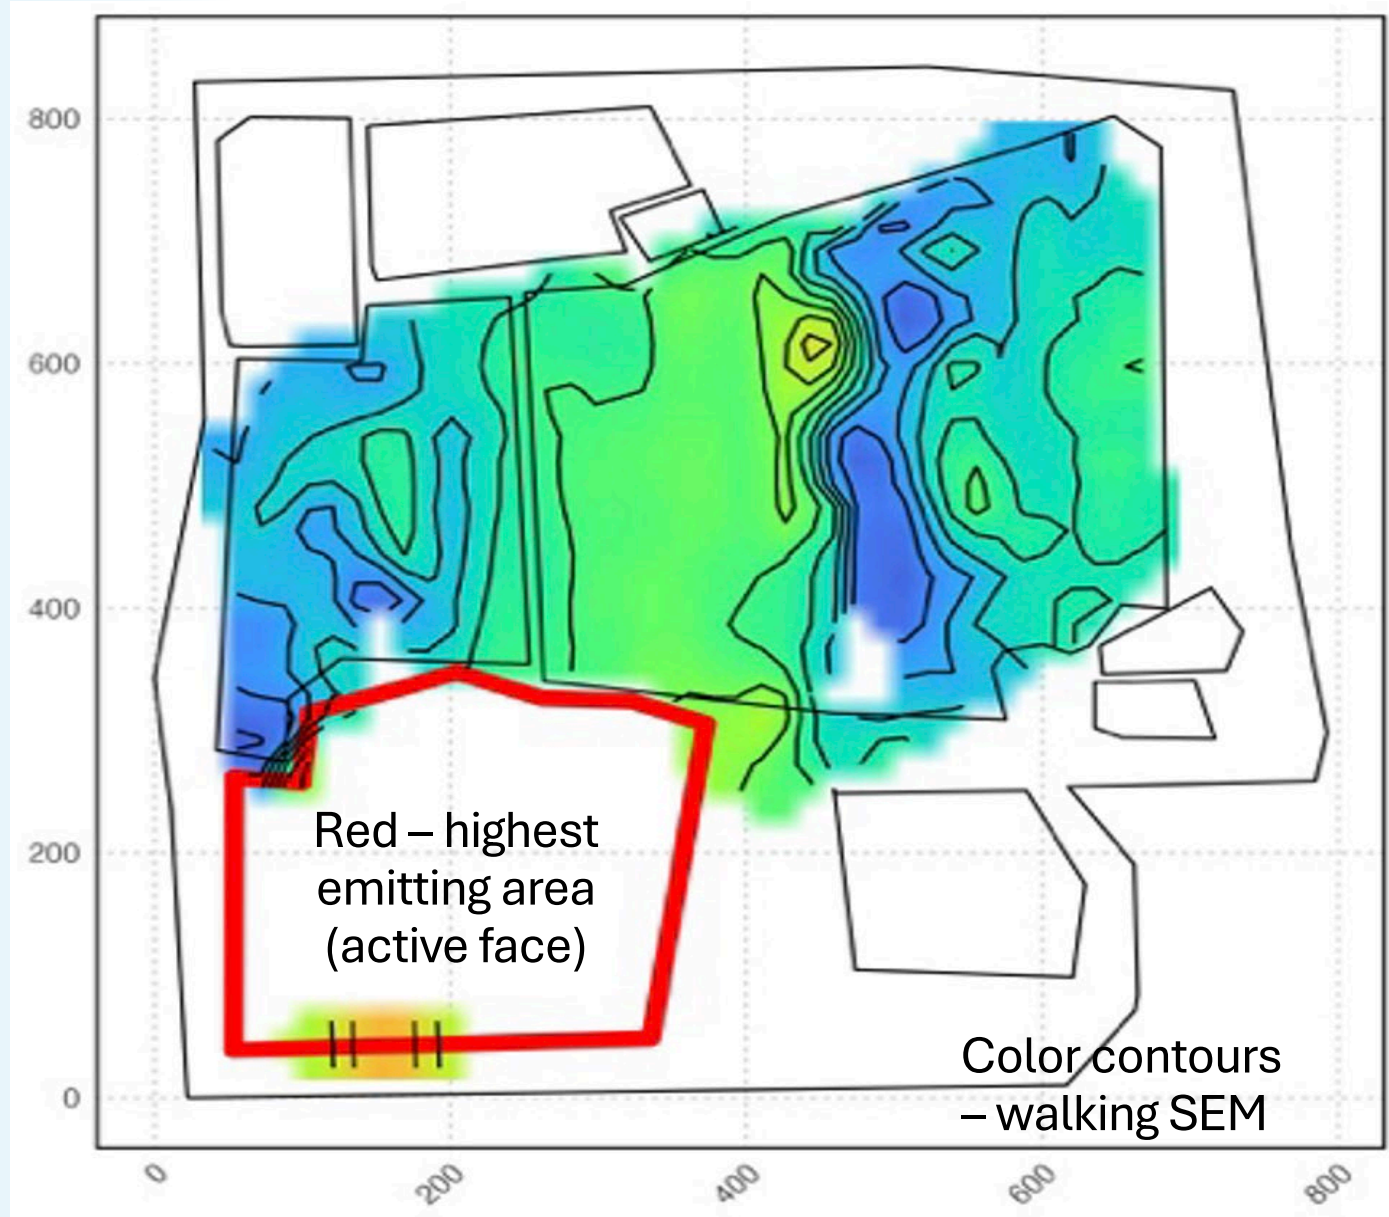 800
600
400
200
0
Red – highest
emitting area
(active face)
Color contours
– walking SEM
0
200
400
600
800